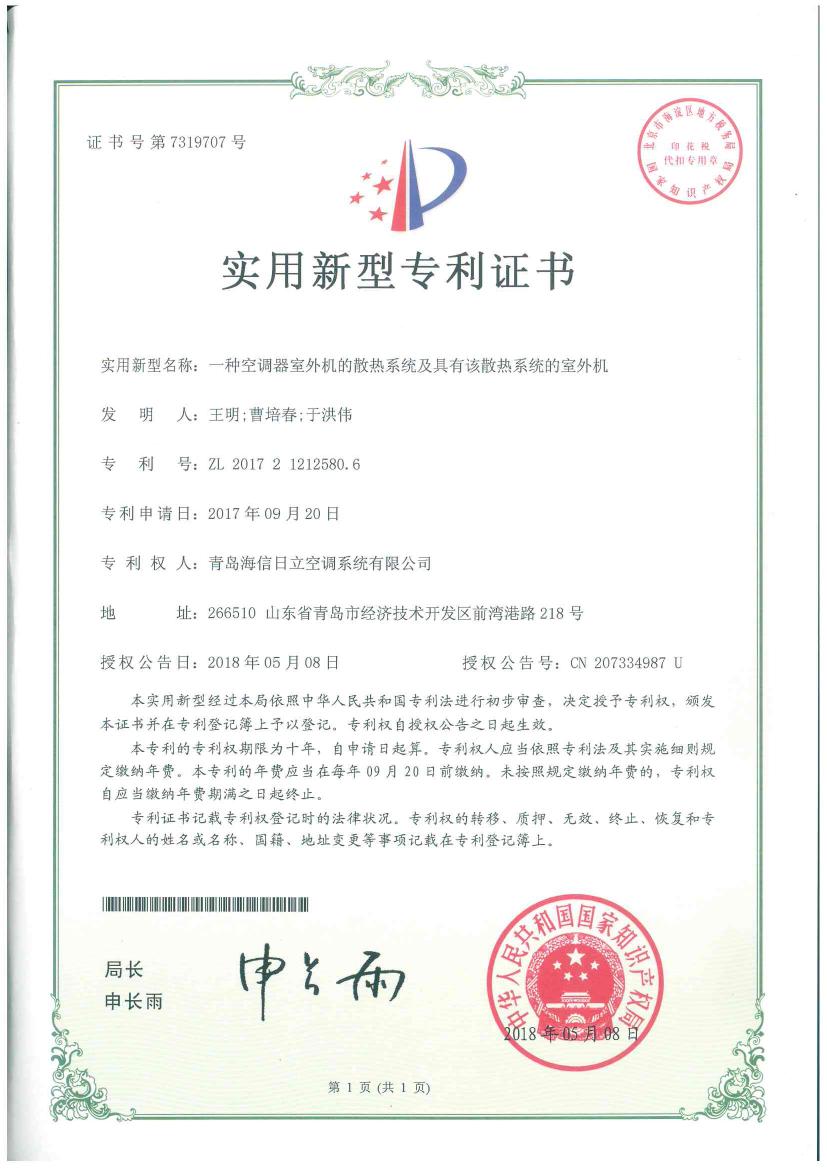 证书号第7319707号
北京市海淀区地方税务局
印花税
代扣专用章
国家知识产权局
实用新型专利证书
实用新型名称：一种空调器室外机的散热系统及具有该散热系统的室外机
发明人：王明;曹培春;于洪伟
专利号：ZL 2017 2 1212580.6
专利申请日：2017年09月20日
专利权人：青岛海信日立空调系统有限公司
地址：266510 山东省青岛市经济技术开发区前湾港路218号
授权公告日：2018年05月08日 授权公告号：CN 207334987 U
本实用新型经过本局依照中华人民共和国专利法进行初步审查，决定授予专利权，颁发
本证书并在专利登记簿上予以登记。专利权自授权公告之日起生效。
本专利的专利权期限为十年，自申请日起算。专利权人应当依照专利法及其实施细则规
定缴纳年费。本专利的年费应当在每年09月20日前缴纳。未按照规定缴纳年费的，专利权
自应当缴纳年费期满之日起终止。
专利证书记载专利权登记时的法律状况。专利权的转移、质押、无效、终止、恢复和专
利权人的姓名或名称、国籍、地址变更等事项记载在专利登记簿上。
局长
申长雨
申长雨
中华人民共和国国家知识产权局
2018年05月08日
第1页(共1页)